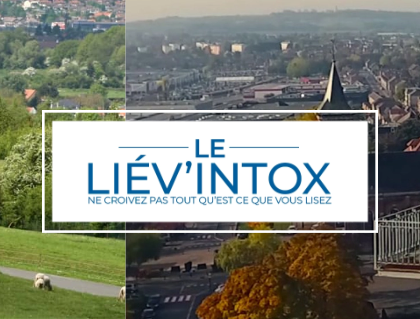 LE
LIÉV'INTOX
NE CROIVEZ PAS TOUT QU'EST CE QUE VOUS LISEZ